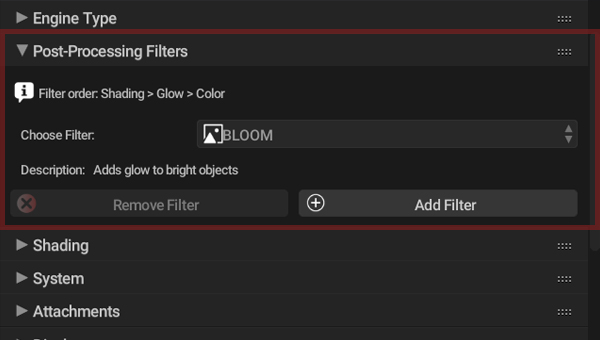 Engine Type
Post-Processing Filters
Filter order: Shading > Glow > Color
Choose Filter: BLOOM
Description: Adds glow to bright objects
Remove Filter Add Filter
Shading
System
Attachments